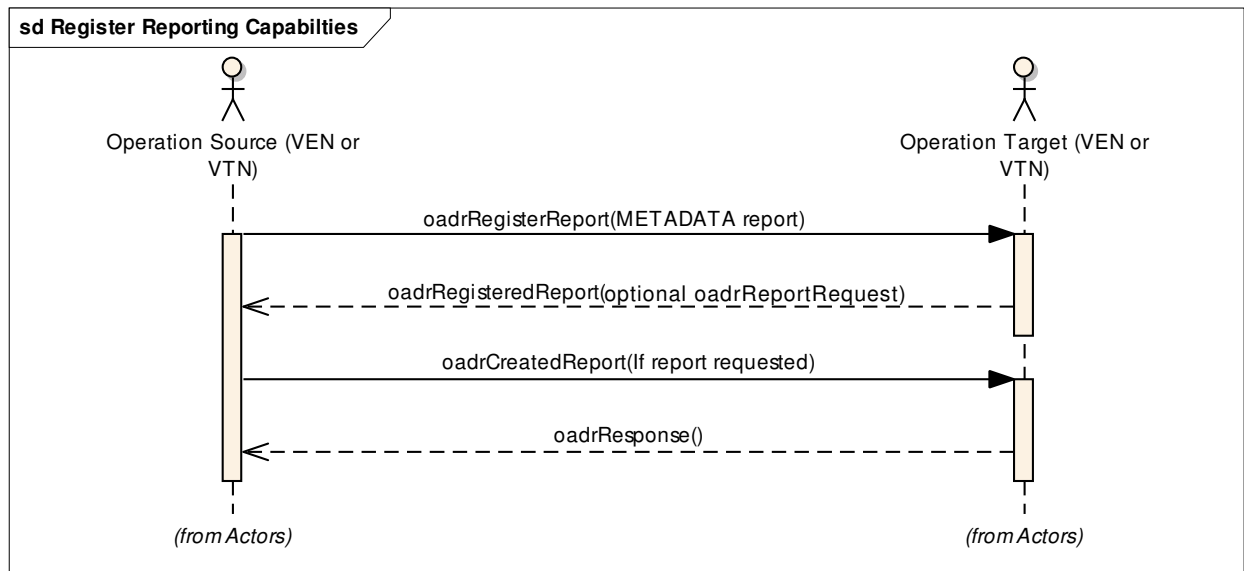 sd Register Reporting Capabilties
Operation Source (VEN or
VTN)
Operation Target (VEN or
VTN)
oadrRegisterReport(METADATA report)
oadrRegisteredReport(optional oadrReportRequest)
oadrCreatedReport(If report requested)
oadrResponse()
(from Actors)
(from Actors)